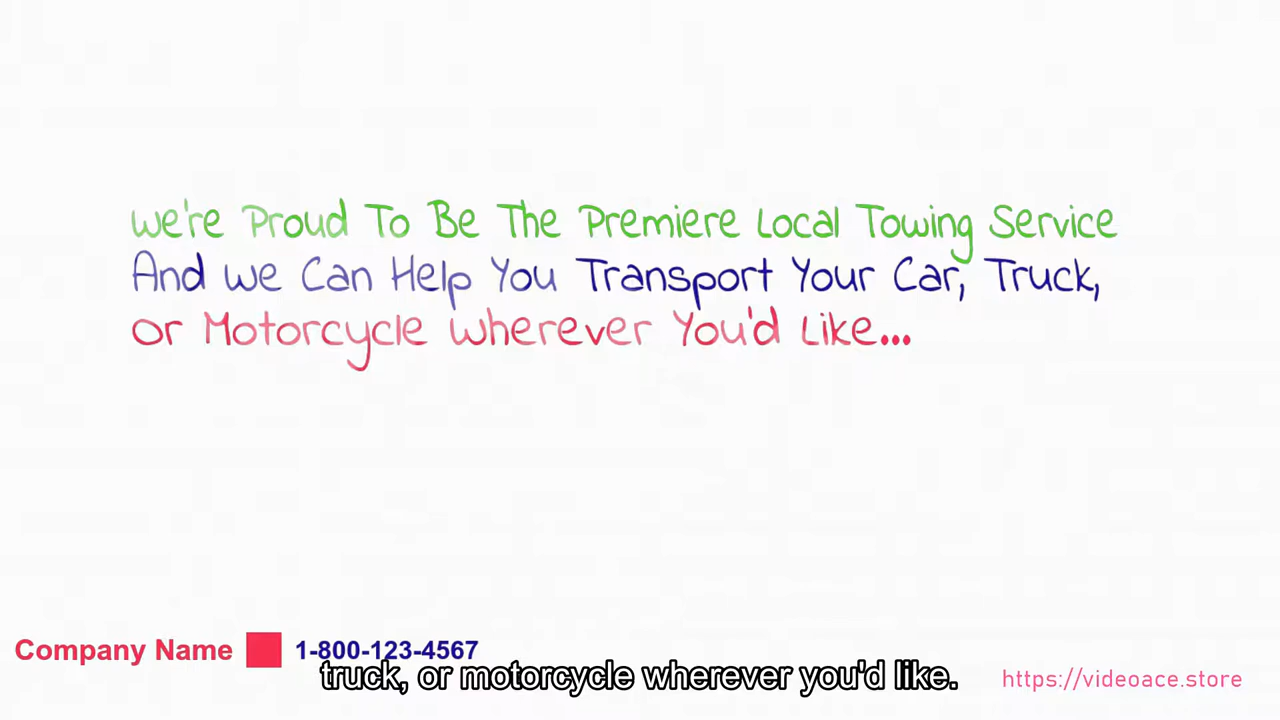 We're Proud To Be The Premiere Local Towing Service
And We Can Help You Transport Your Car, Truck,
or Motorcycle Wherever You'd Like...
Company Name 1-800-123-4567
truck, or motorcycle wherever you'd like.
https://videoace.store